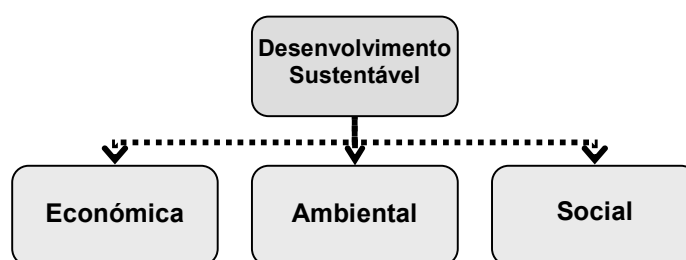 Desenvolvimento
Sustentável
Económica
Ambiental
Social